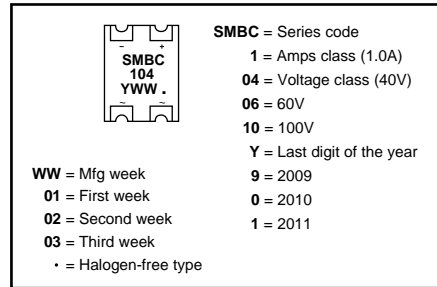 - +
SMBC
104
YWW .
~ ~
SMBC = Series code
1 = Amps class (1.0A)
04 = Voltage class (40V)
06 = 60V
10 = 100V
Y = Last digit of the year
9 = 2009
0 = 2010
1 = 2011
WW = Mfg week
01 = First week
02 = Second week
03 = Third week
· = Halogen-free type